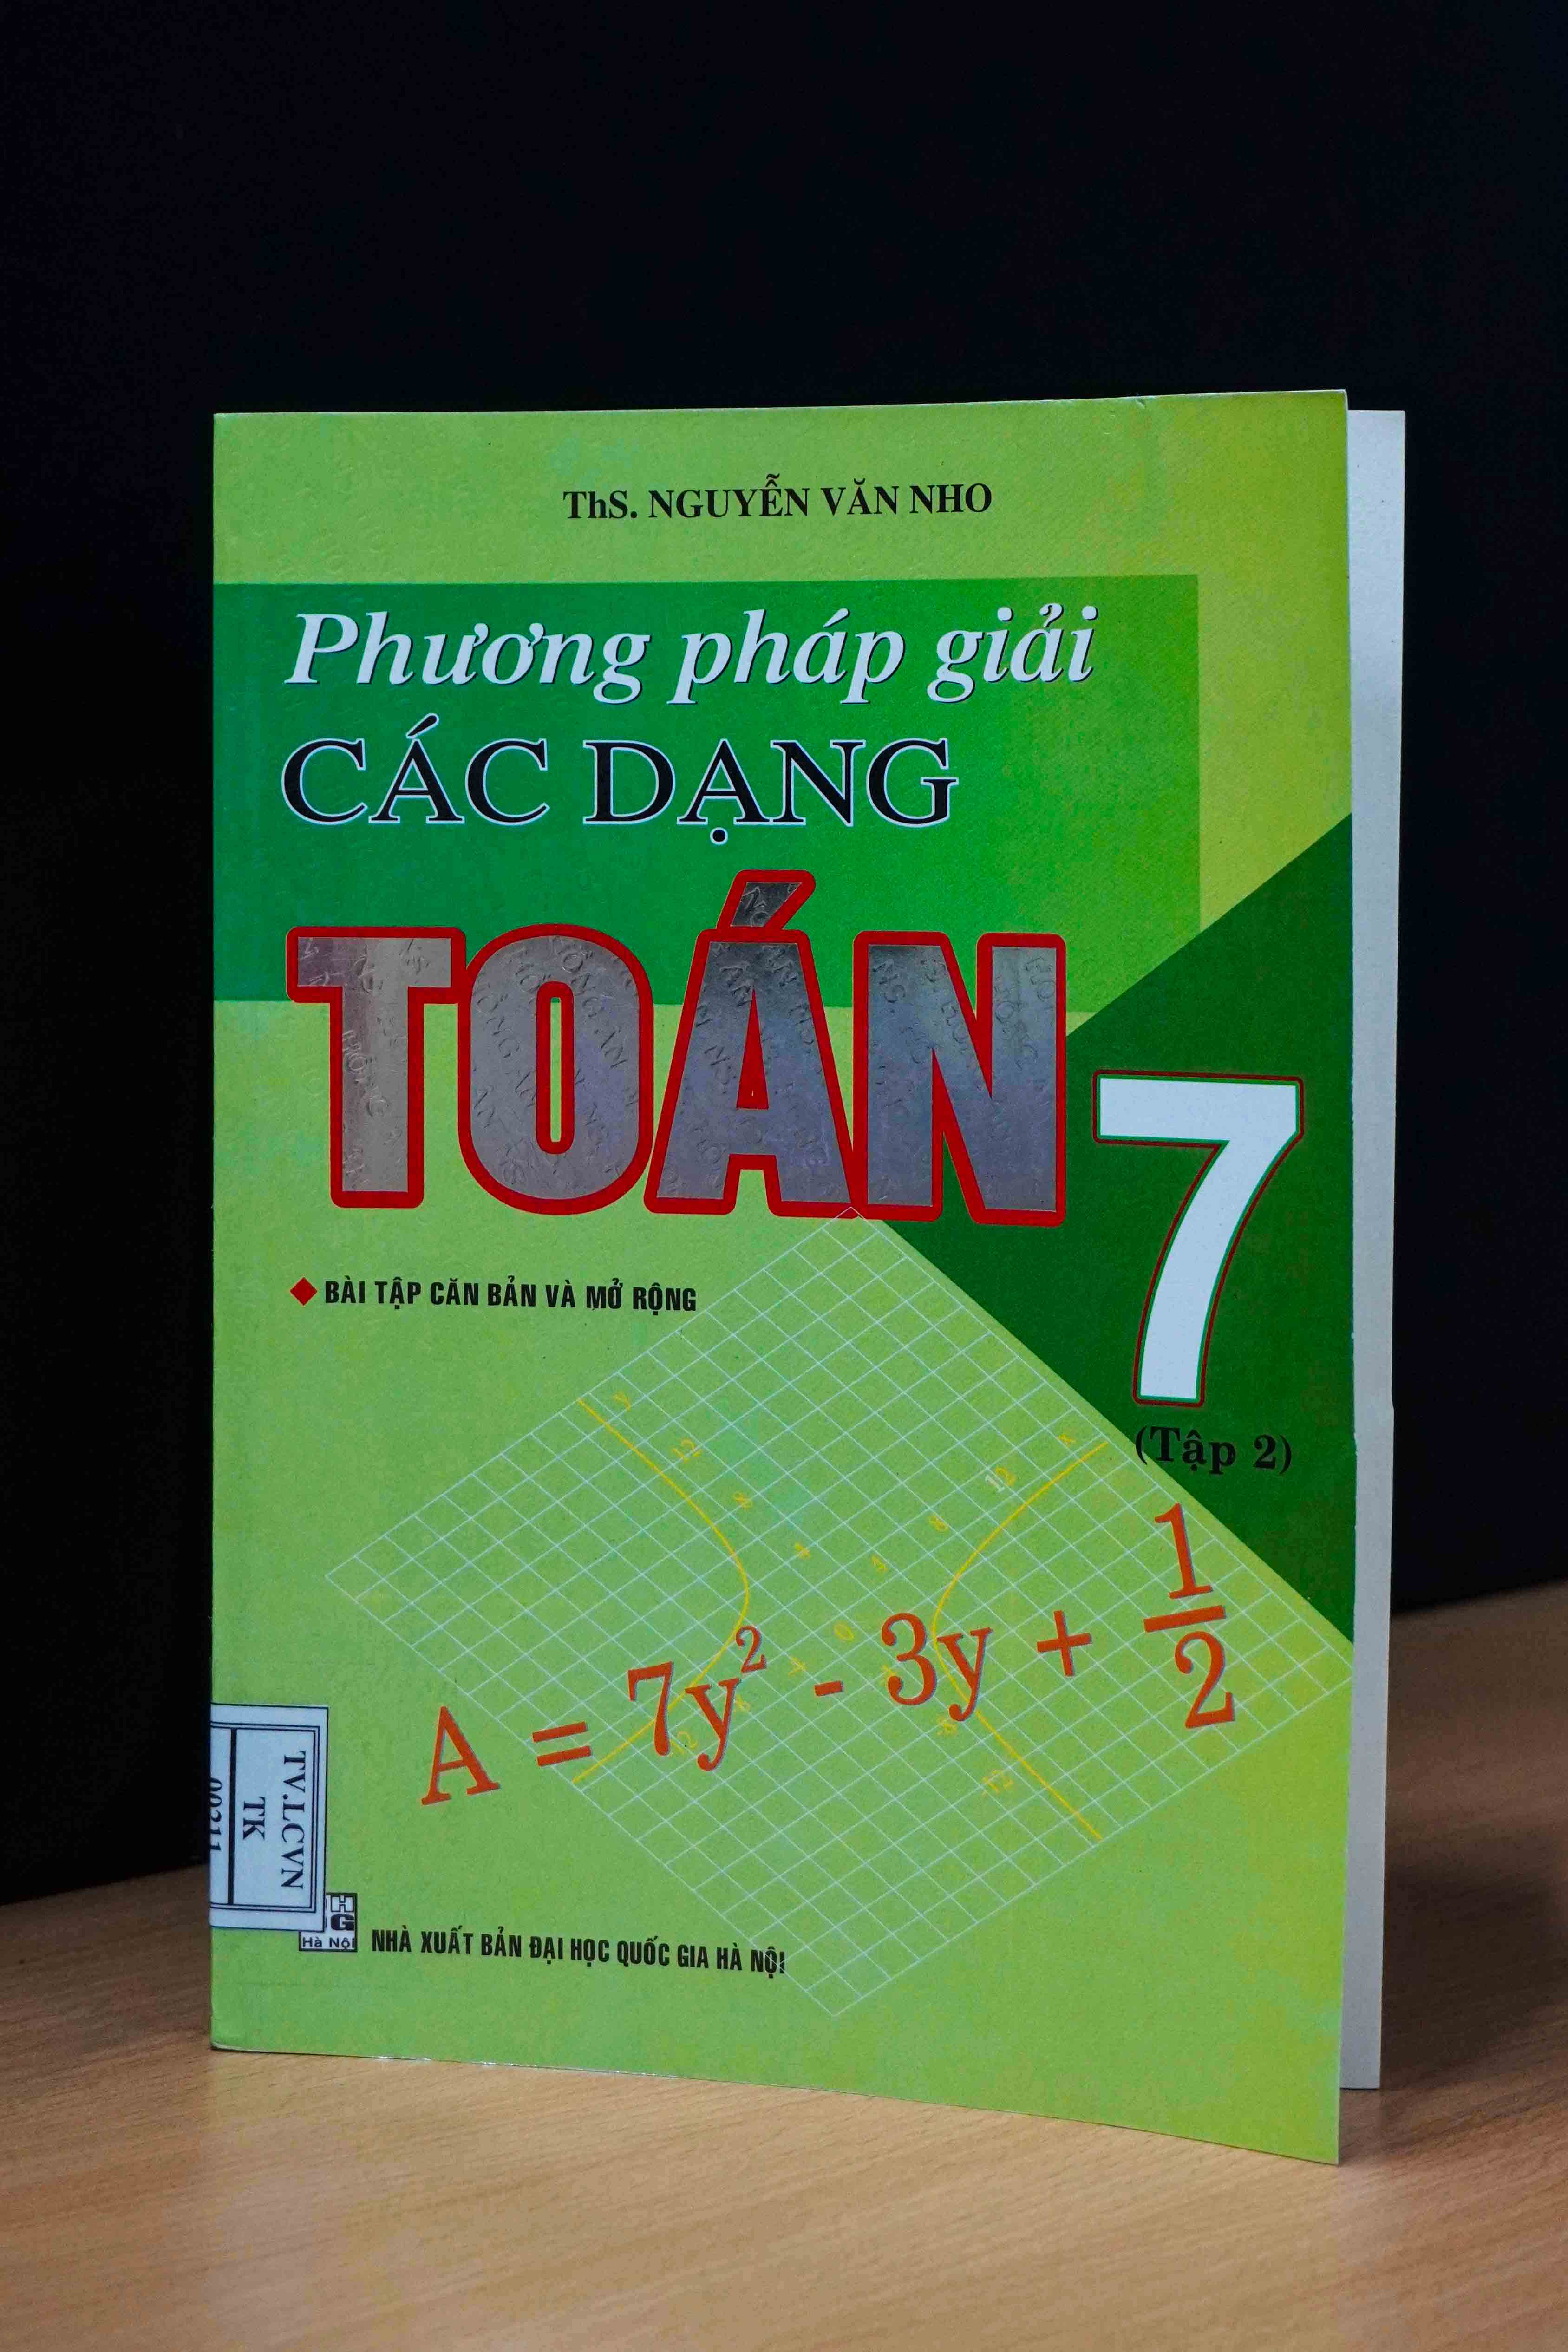 ThS. NGUYỄN VĂN NHO
Phương pháp giải
CÁC DẠNG
TOÁN 7
(Tập 2)
BÀI TẬP CĂN BẢN VÀ MỞ RỘNG
A = 7y² - 3y + 1/2
TV.LCVN
TK
Hà Nội
NHÀ XUẤT BẢN ĐẠI HỌC QUỐC GIA HÀ NỘI